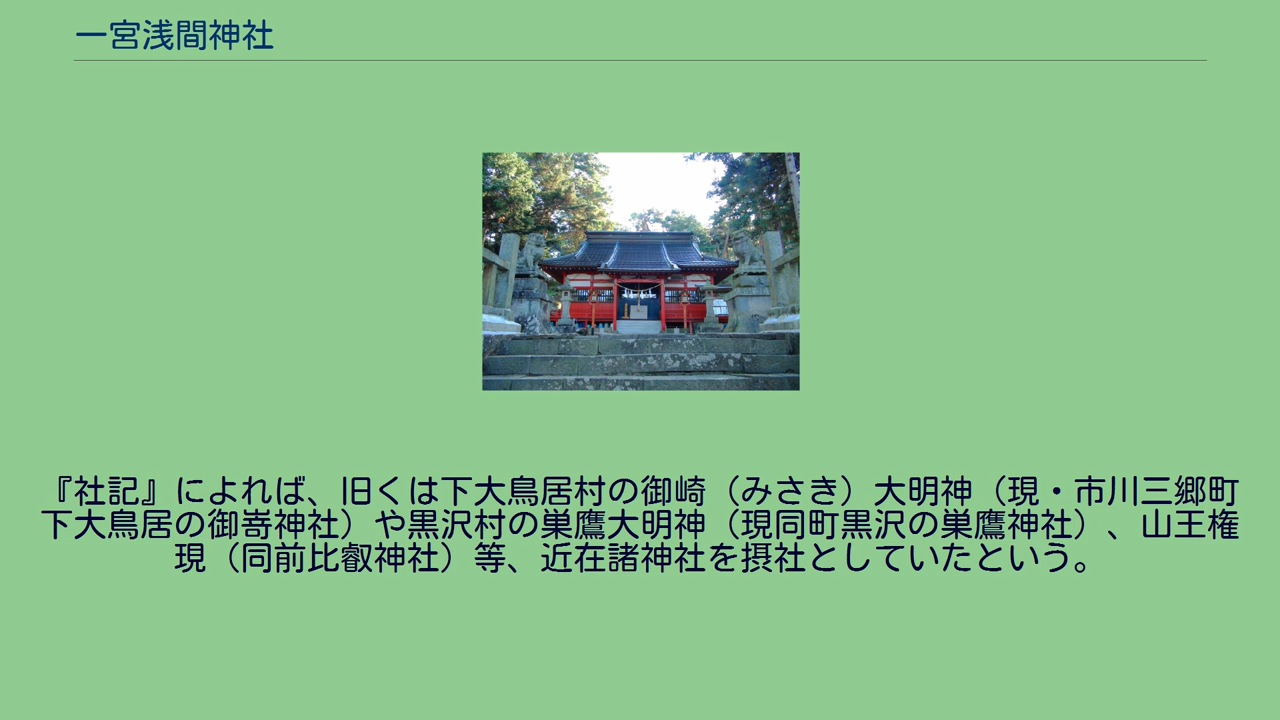 一宮浅間神社
『社記』によれば、旧くは下大鳥居村の御崎（みさき）大明神（現・市川三郷町
下大鳥居の御嵜神社）や黒沢村の巣鷹大明神（現同町黒沢の巣鷹神社）、山王権
現（同前比叡神社）等、近在諸神社を摂社としていたという。